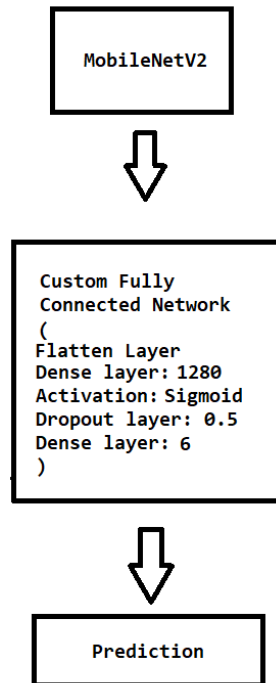 MobileNetV2
Custom Fully
Connected Network
(
Flatten Layer
Dense layer: 1280
Activation: Sigmoid
Dropout layer: 0.5
Dense layer: 6
)
Prediction